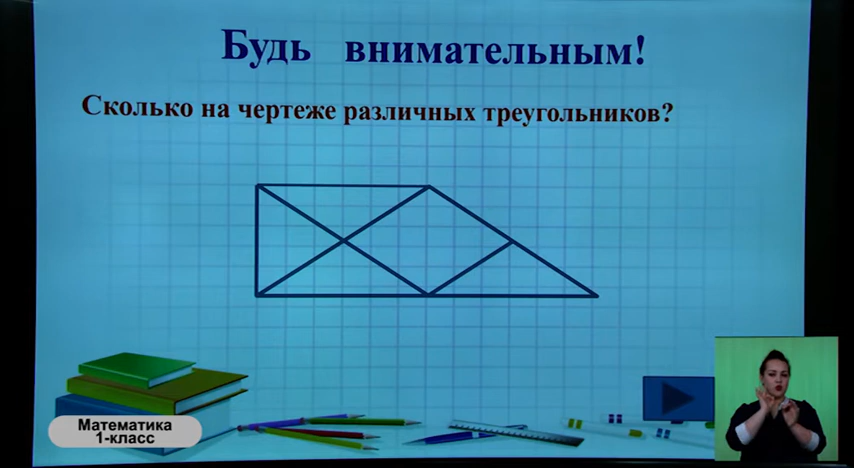 Будь внимательным!
Сколько на чертеже различных треугольников?
Математика
1-класс